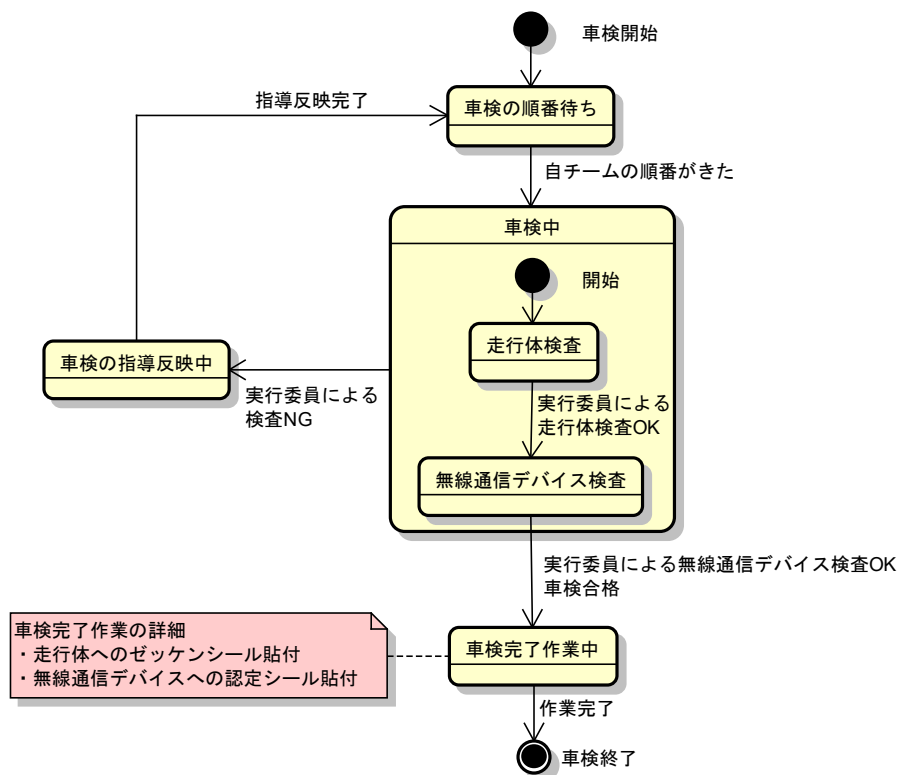 車検開始
指導反映完了
車検の順番待ち
自チームの順番がきた
車検中
開始
走行体検査
車検の指導反映中
実行委員による
検査NG
実行委員による
走行体検査OK
無線通信デバイス検査
実行委員による無線通信デバイス検査OK
車検合格
車検完了作業の詳細
・走行体へのゼッケンシール貼付
・無線通信デバイスへの認定シール貼付
車検完了作業中
作業完了
車検終了